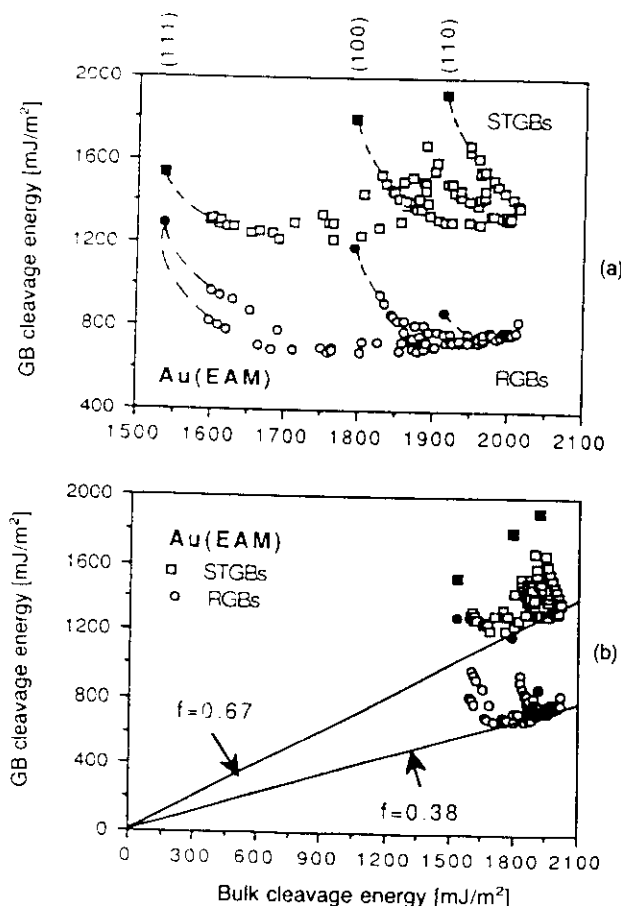 (111)
(100)
(110)
2000
1600
1200
800
400
GB cleavage energy [mJ/m²]
STGBs
RGBs
Au(EAM)
(a)
1500 1600 1700 1800 1900 2000 2100
2000
1600
1200
800
400
0
GB cleavage energy [mJ/m²]
Au(EAM)
STGBs
RGBs
f=0.67
f=0.38
(b)
0 300 600 900 1200 1500 1800 2100
Bulk cleavage energy [mJ/m²]